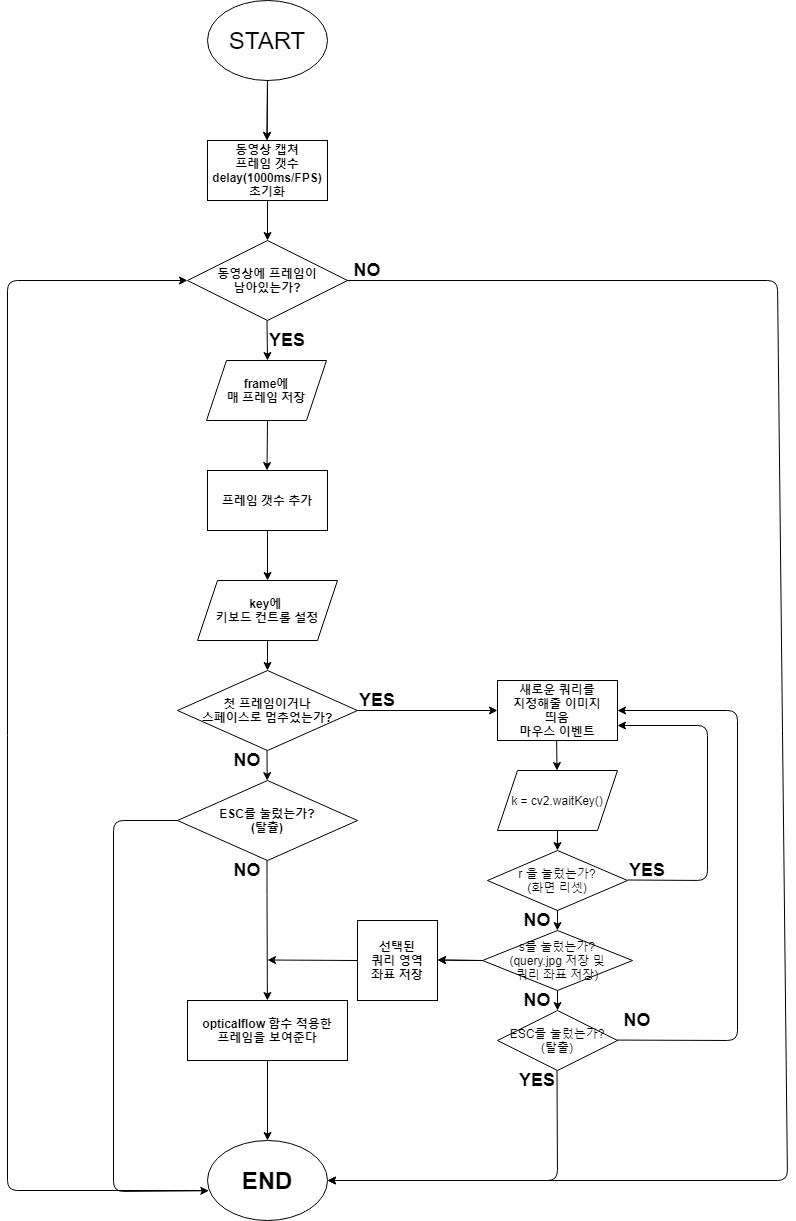 START
동영상 캡쳐
프레임 갯수
delay(1000ms/FPS)
초기화
동영상에 프레임이
남아있는가?
NO
YES
frame에
매 프레임 저장
프레임 갯수 추가
key에
키보드 컨트롤 설정
첫 프레임이거나
스페이스로 멈추었는가?
YES
NO
새로운 쿼리를
지정해줄 이미지
띄움
마우스 이벤트
k = cv2.waitKey()
ESC를 눌렀는가?
(탈출)
NO
r 을 눌렀는가?
(화면 리셋)
YES
NO
s를 눌렀는가?
(query.jpg 저장 및
쿼리 좌표 저장)
선택된
쿼리 영역
좌표 저장
NO
ESC를 눌렀는가?
(탈출)
NO
YES
opticalflow 함수 적용한
프레임을 보여준다
END